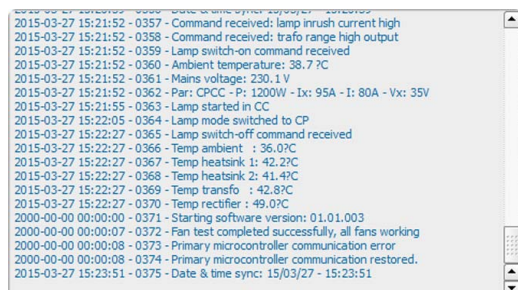 2015-03-27 15:21:52 - 0357 - Command received: lamp inrush current high
2015-03-27 15:21:52 - 0358 - Command received: trafo range high output
2015-03-27 15:21:52 - 0359 - Lamp switch-on command received
2015-03-27 15:21:52 - 0360 - Ambient temperature: 38.7 ?C
2015-03-27 15:21:52 - 0361 - Mains voltage: 230.1 V
2015-03-27 15:21:52 - 0362 - Par: CPCC - P: 1200W - Ix: 95A - I: 80A - Vx: 35V
2015-03-27 15:21:55 - 0363 - Lamp started in CC
2015-03-27 15:22:05 - 0364 - Lamp mode switched to CP
2015-03-27 15:22:27 - 0365 - Lamp switch-off command received
2015-03-27 15:22:27 - 0366 - Temp ambient : 36.0?C
2015-03-27 15:22:27 - 0367 - Temp heatsink 1: 42.2?C
2015-03-27 15:22:27 - 0368 - Temp heatsink 2: 41.4?C
2015-03-27 15:22:27 - 0369 - Temp transfo : 42.8?C
2015-03-27 15:22:27 - 0370 - Temp rectifier : 49.0?C
2000-00-00 00:00:00 - 0371 - Starting software version: 01.01.003
2000-00-00 00:00:07 - 0372 - Fan test completed successfully, all fans working
2000-00-00 00:00:08 - 0373 - Primary microcontroller communication error
2000-00-00 00:00:08 - 0374 - Primary microcontroller communication restored.
2015-03-27 15:23:51 - 0375 - Date & time sync: 15/03/27 - 15:23:51